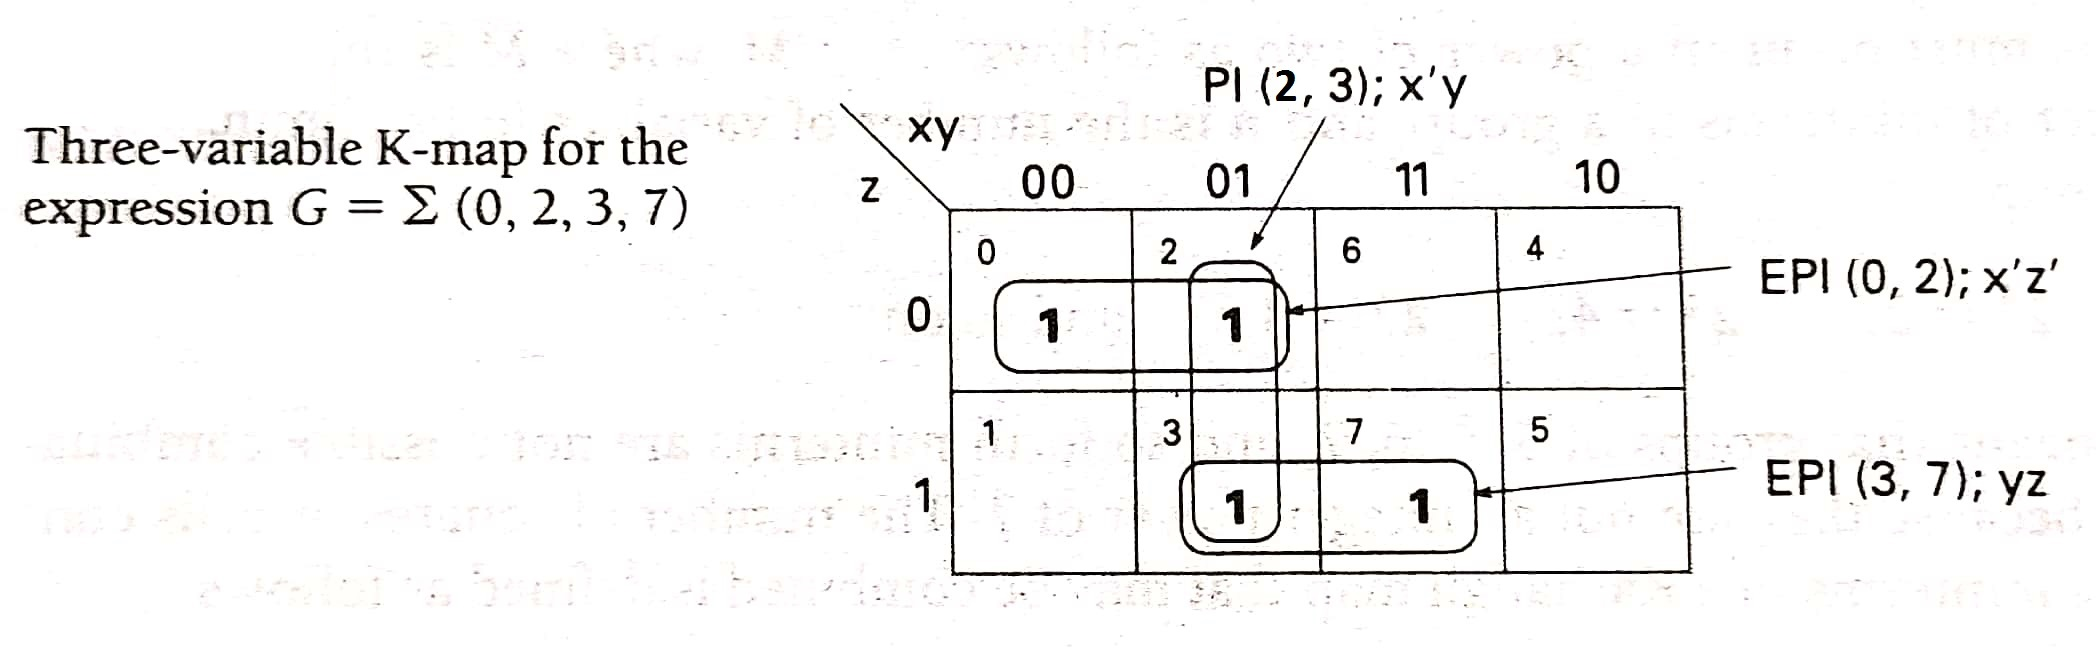 Three-variable K-map for the
expression G = Σ (0, 2, 3, 7)
PI (2, 3); x'y
xy
z
00 01 11 10
0 2 6 4
0 1 1
EPI (0, 2); x'z'
1 3 7 5
1 1 1
EPI (3, 7); yz